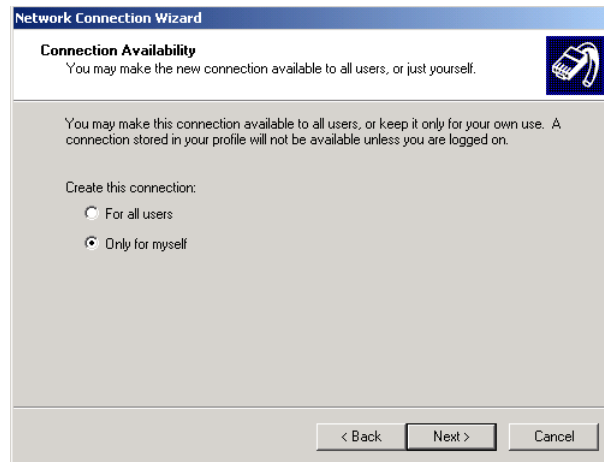 Network Connection Wizard
Connection Availability
You may make the new connection available to all users, or just yourself.
You may make this connection available to all users, or keep it only for your own use.  A
connection stored in your profile will not be available unless you are logged on.
Create this connection:
For all users
Only for myself
< Back
Next >
Cancel